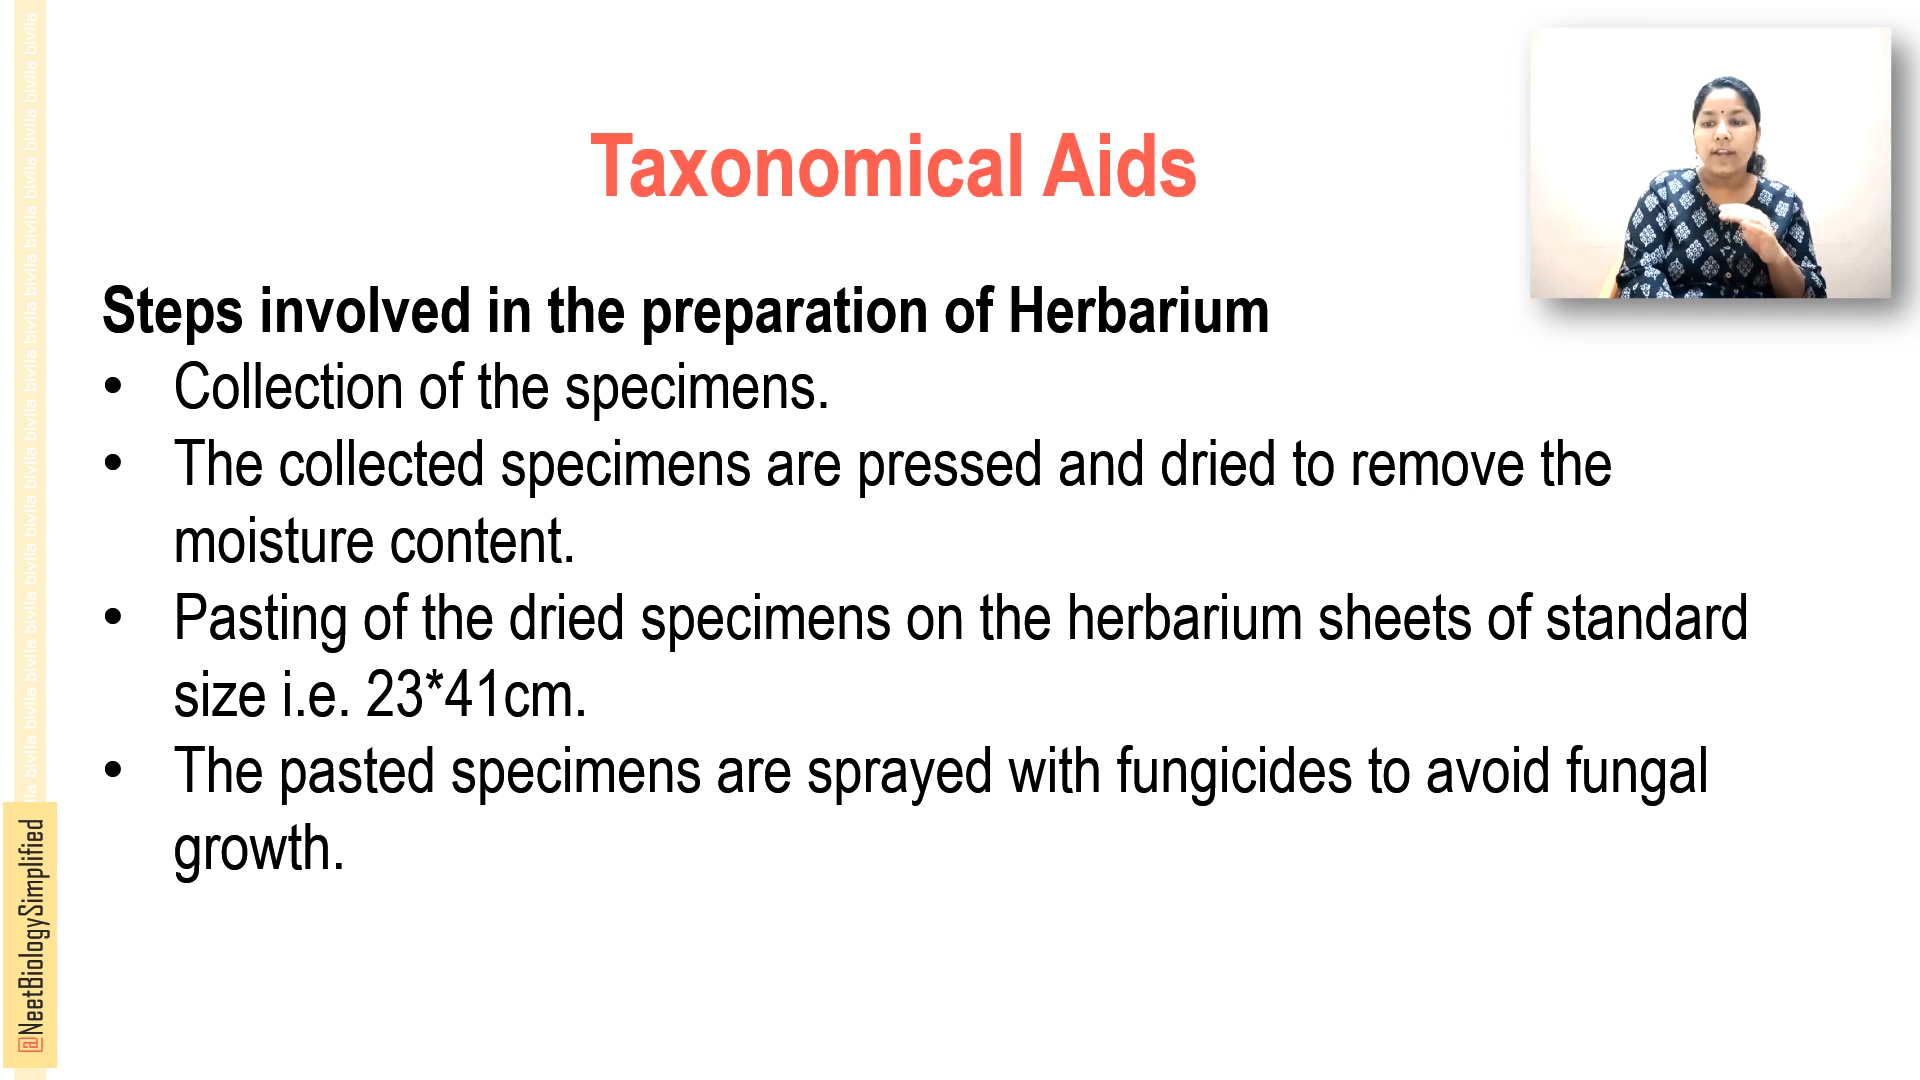 Taxonomical Aids
Steps involved in the preparation of Herbarium
• Collection of the specimens.
• The collected specimens are pressed and dried to remove the
moisture content.
• Pasting of the dried specimens on the herbarium sheets of standard
size i.e. 23*41cm.
• The pasted specimens are sprayed with fungicides to avoid fungal
growth.
@NeetBiologySimplified